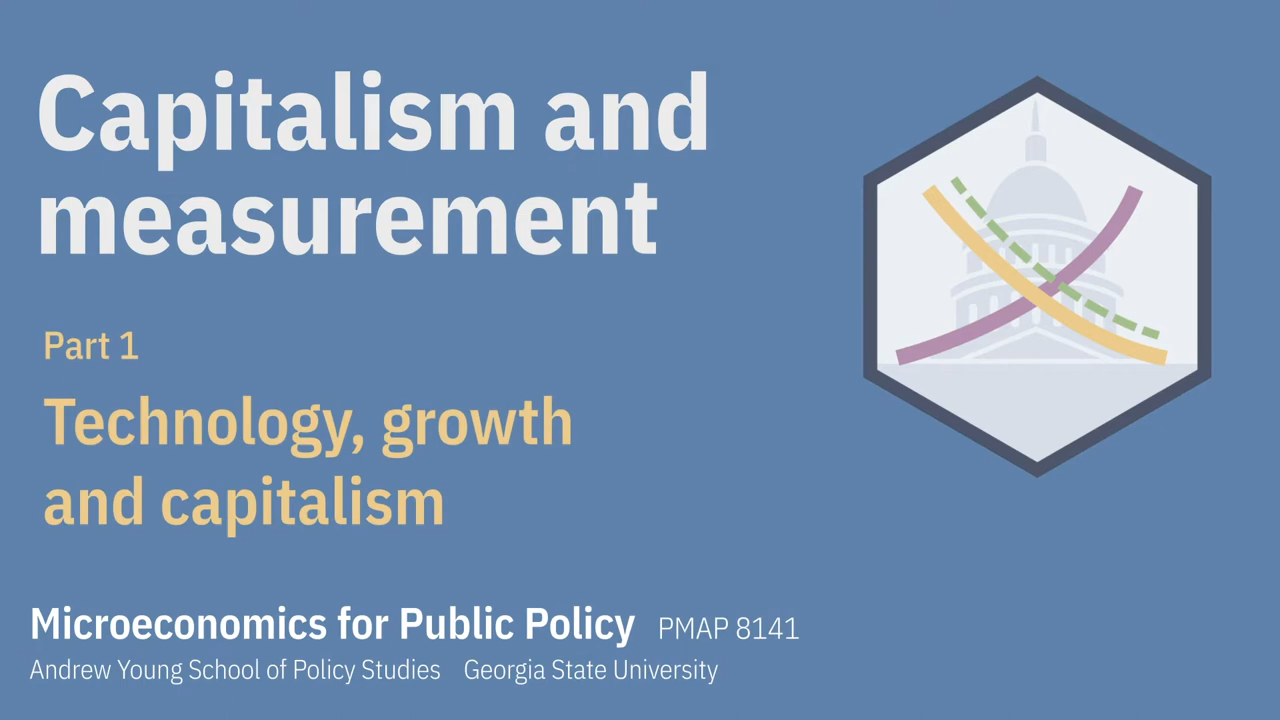 Capitalism and
measurement
Part 1
Technology, growth
and capitalism
Microeconomics for Public Policy PMAP 8141
Andrew Young School of Policy Studies Georgia State University